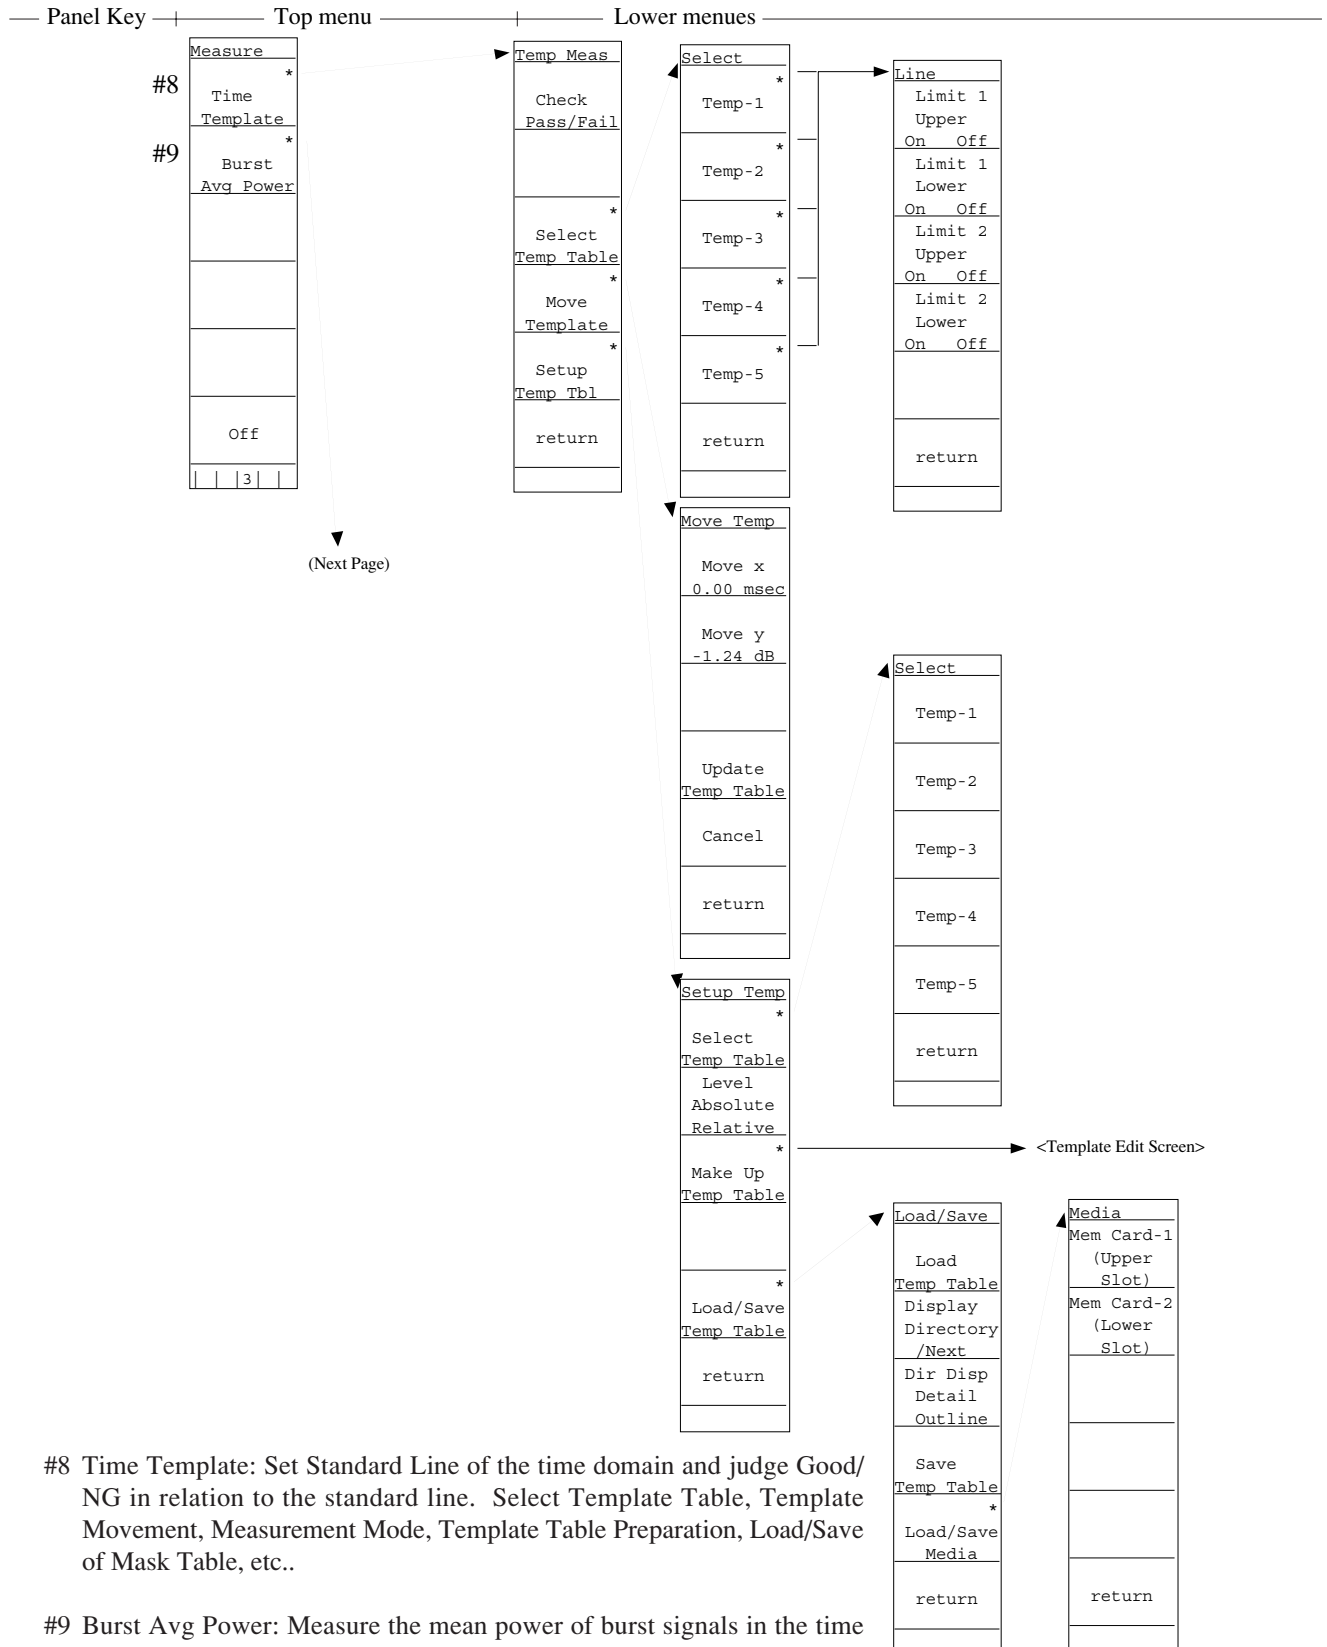 Panel Key
Top menu
Lower menues
#8
#9
Measure
*
Time
Template
*
Burst
Avg Power
Off
3
(Next Page)
Temp Meas
Check
Pass/Fail
*
Select
Temp Table
*
Move
Template
*
Setup
Temp Tbl
return
Select
*
Temp-1
*
Temp-2
*
Temp-3
*
Temp-4
*
Temp-5
return
Line
Limit 1
Upper
On Off
Limit 1
Lower
On Off
Limit 2
Upper
On Off
Limit 2
Lower
On Off
return
Move Temp
Move x
0.00 msec
Move y
-1.24 dB
Update
Temp Table
Cancel
return
Select
Temp-1
Temp-2
Temp-3
Temp-4
Temp-5
return
Setup Temp
*
Select
Temp Table
Level
Absolute
Relative
*
Make Up
Temp Table
*
Load/Save
Temp Table
return
<Template Edit Screen>
Load/Save
Load
Temp Table
Display
Directory
/Next
Dir Disp
Detail
Outline
Save
Temp Table
*
Load/Save
Media
return
Media
Mem Card-1
(Upper
Slot)
Mem Card-2
(Lower
Slot)
return
#8 Time Template: Set Standard Line of the time domain and judge Good/
NG in relation to the standard line. Select Template Table, Template
Movement, Measurement Mode, Template Table Preparation, Load/Save
of Mask Table, etc..
#9 Burst Avg Power: Measure the mean power of burst signals in the time